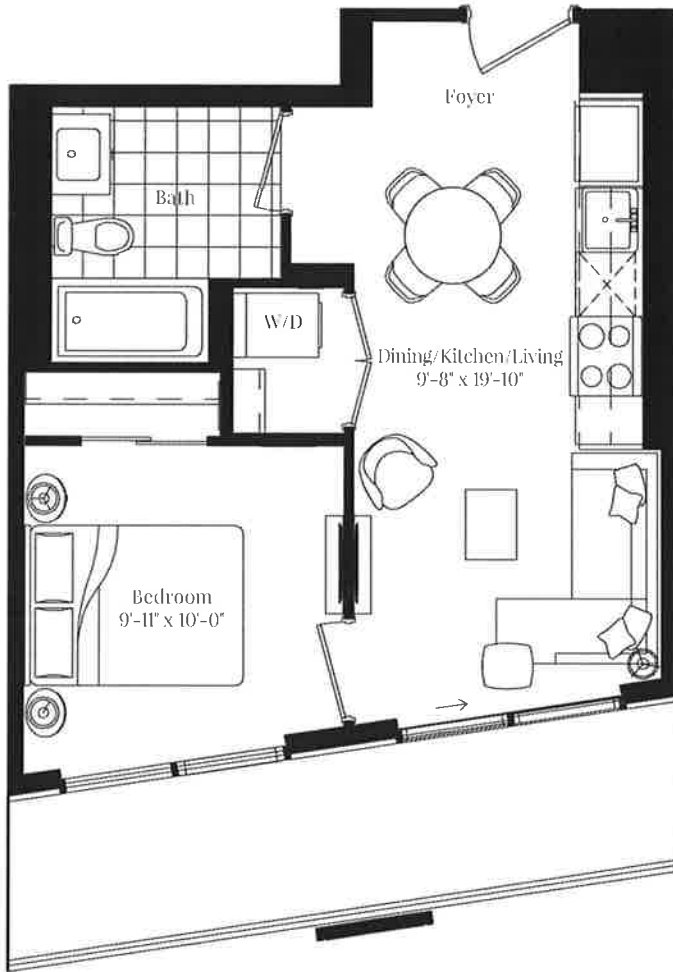 Foyer
Bath
W/D
Dining/Kitchen/Living
9'-8" x 19'-10"
Bedroom
9'-11" x 10'-0"